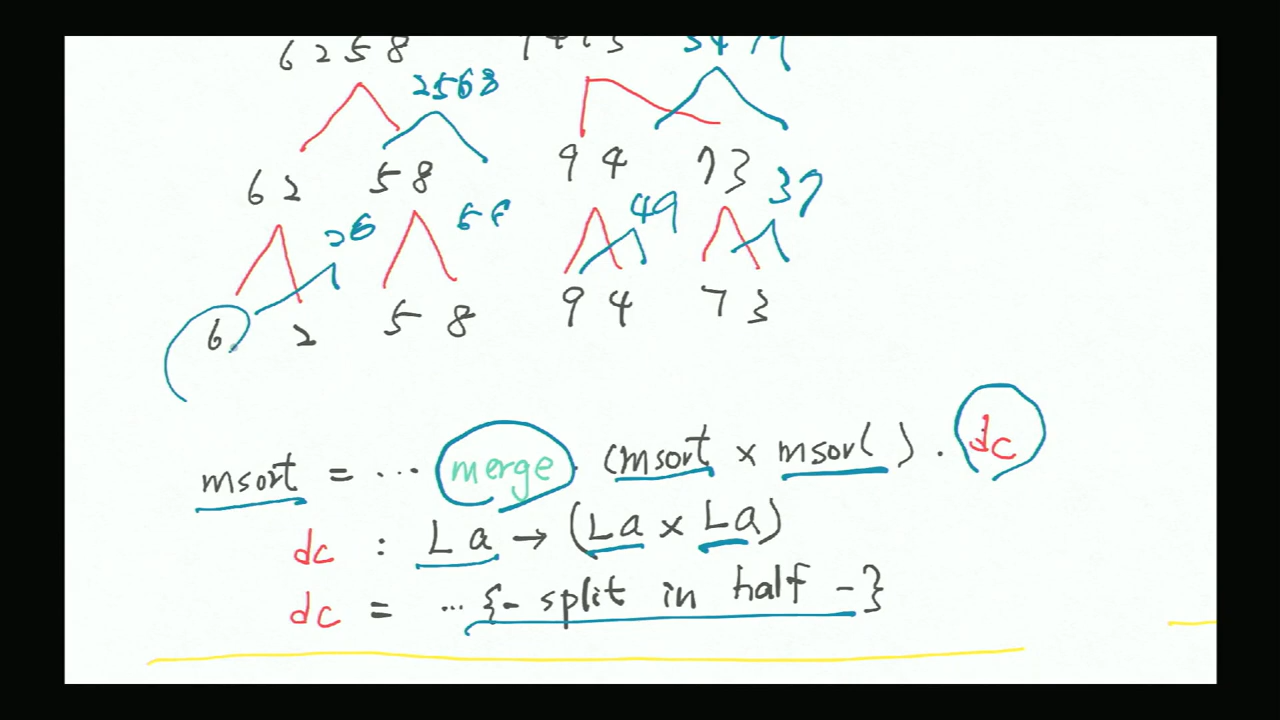 6 2 5 8
2568
6 2 5 8 9 4 7 3
26 49 37
6 2 5 8 9 4 7 3
msort = ... merge . (msort x msort) . dc
dc : L a → (L a x L a)
dc = ... {- split in half -}